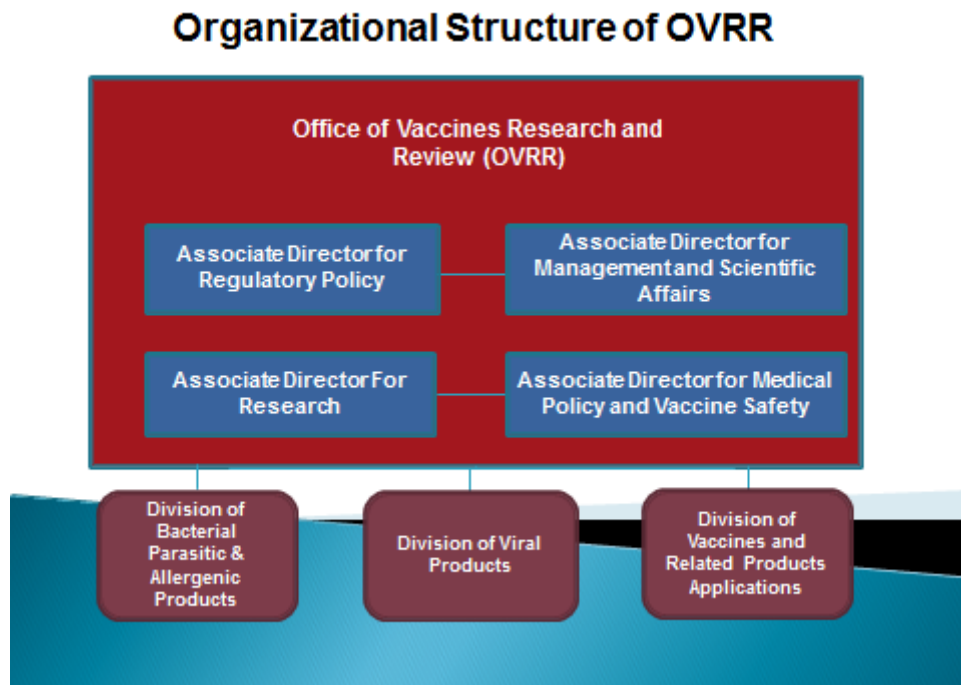 Organizational Structure of OVRR
Office of Vaccines Research and
Review (OVRR)
Associate Director for
Regulatory Policy
Associate Director for
Management and Scientific
Affairs
Associate Director For
Research
Associate Director for Medical
Policy and Vaccine Safety
Division of
Bacterial
Parasitic &
Allergenic
Products
Division of Viral
Products
Division of
Vaccines and
Related Products
Applications